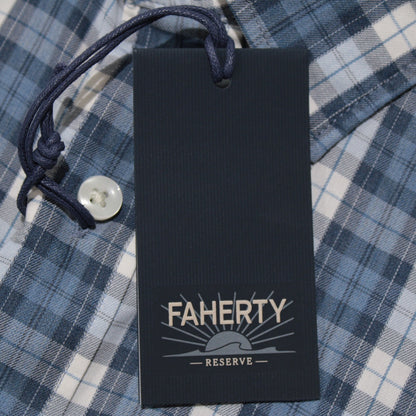 FAHERTY
— RESERVE —